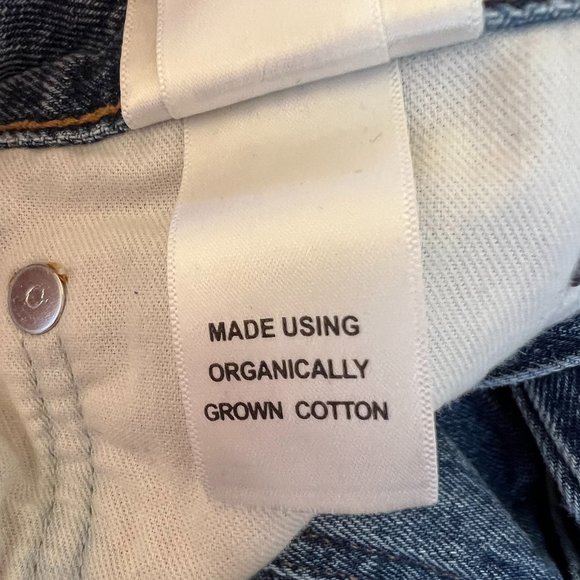 MADE USING
ORGANICALLY
GROWN COTTON
a